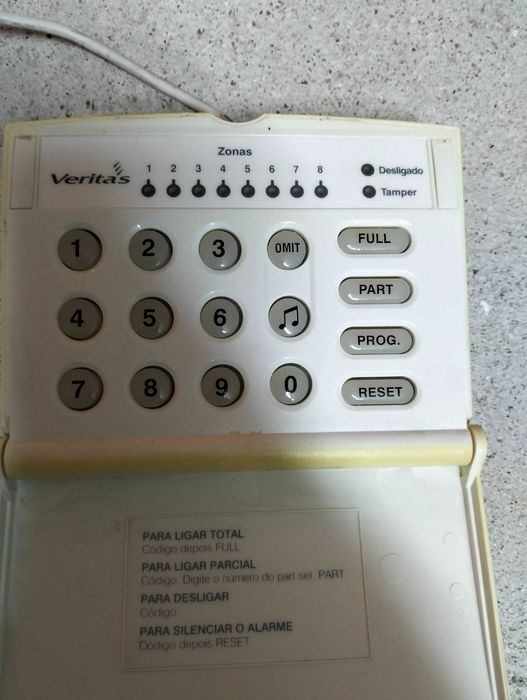 Zonas
Veritas 1 2 3 4 5 6 7 8
Desligado
Tamper
1 2 3 OMIT FULL
4 5 6 PART
PROG.
7 8 9 0 RESET
PARA LIGAR TOTAL
Código depois FULL
PARA LIGAR PARCIAL
Código. Digite o número do part set PART
PARA DESLIGAR
Código
PARA SILENCIAR O ALARME
Código depois RESET